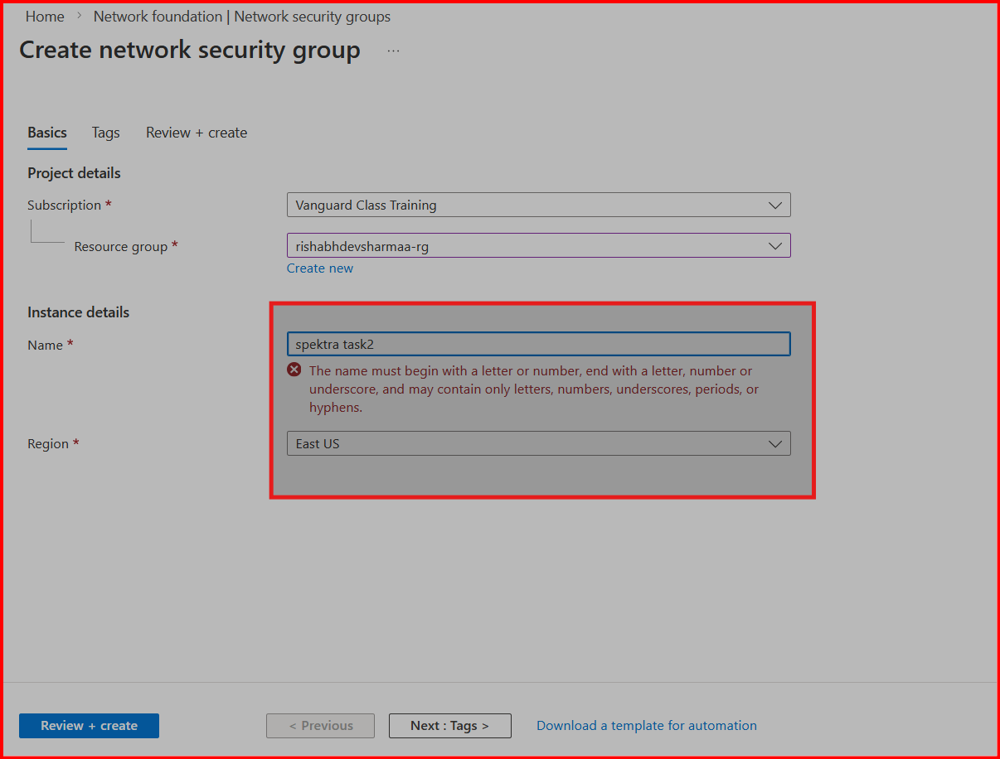 Home > Network foundation | Network security groups
Create network security group ...
Basics Tags Review + create
Project details
Subscription * Vanguard Class Training
Resource group * rishabhdevsharmaa-rg
Create new
Instance details
Name * spektra task2
The name must begin with a letter or number, end with a letter, number or
underscore, and may contain only letters, numbers, underscores, periods, or
hyphens.
Region * East US
Review + create < Previous Next : Tags > Download a template for automation